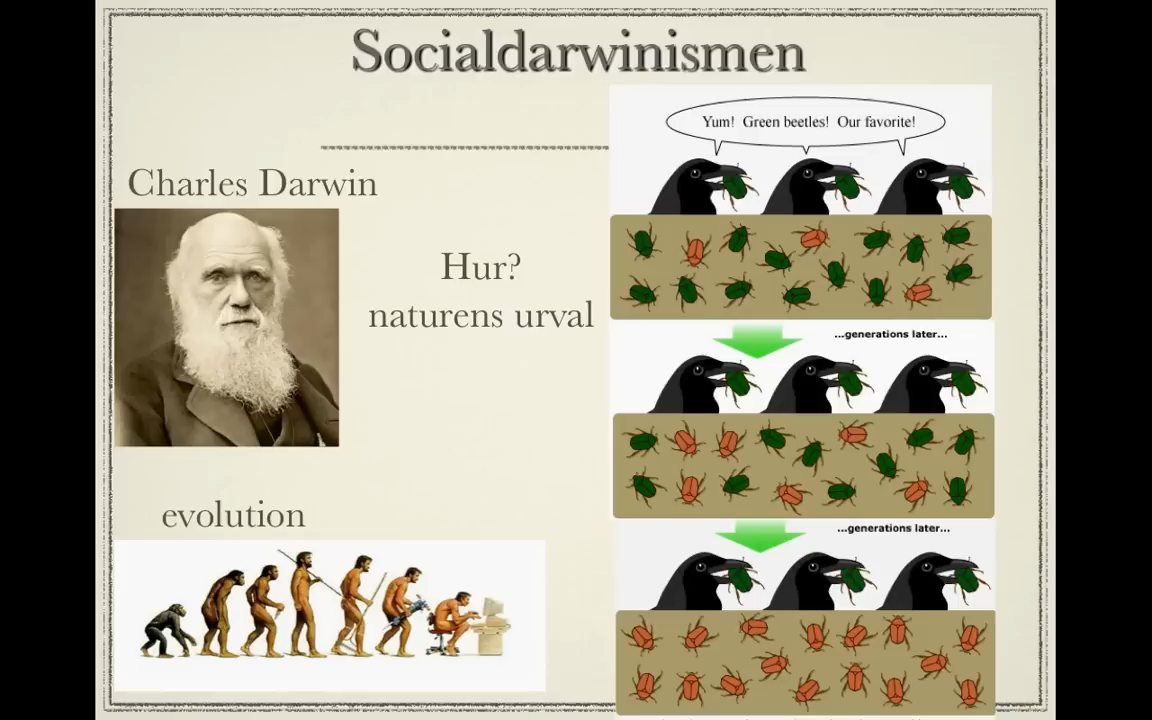 Socialdarwinismen
Charles Darwin
Hur?
naturens urval
evolution
Yum! Green beetles! Our favorite!
...generations later...
...generations later...